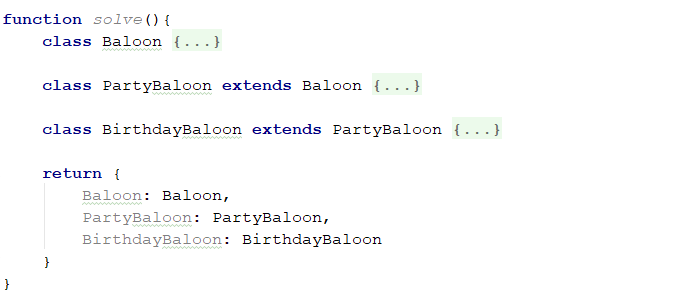 function solve(){
class Baloon {...}
class PartyBaloon extends Baloon {...}
class BirthdayBaloon extends PartyBaloon {...}
return {
Baloon: Baloon,
PartyBaloon: PartyBaloon,
BirthdayBaloon: BirthdayBaloon
}
}